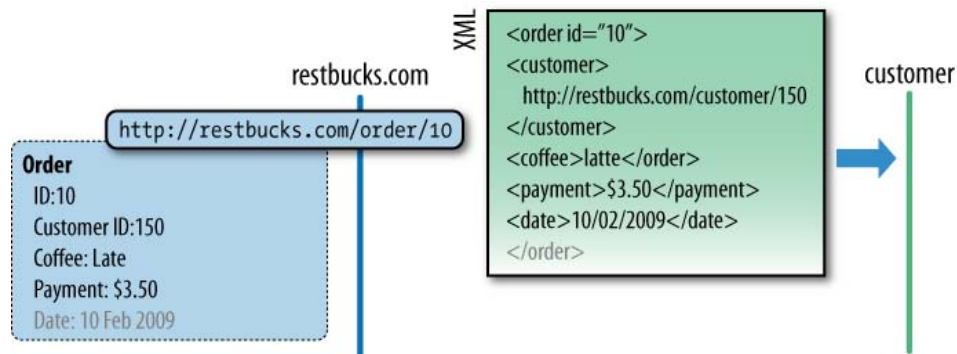 restbucks.com
http://restbucks.com/order/10
Order
ID:10
Customer ID:150
Coffee: Late
Payment: $3.50
Date: 10 Feb 2009
XML
<order id="10">
<customer>
http://restbucks.com/customer/150
</customer>
<coffee>latte</order>
<payment>$3.50</payment>
<date>10/02/2009</date>
</order>
customer